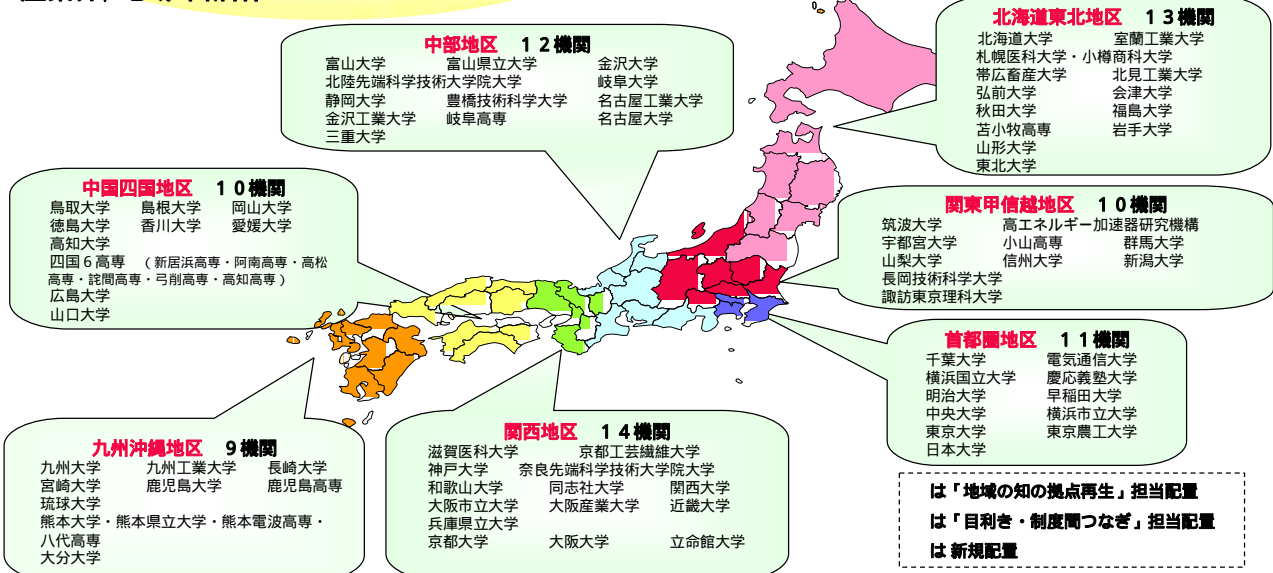 中部地区 12機関
富山大学 富山県立大学 金沢大学
北陸先端科学技術大学院大学 岐阜大学
静岡大学 豊橋技術科学大学 名古屋工業大学
金沢工業大学 岐阜高専 名古屋大学
三重大学
北海道東北地区 13機関
北海道大学 室蘭工業大学
札幌医科大学・小樽商科大学
帯広畜産大学 北見工業大学
弘前大学 会津大学
秋田大学 福島大学
苫小牧高専 岩手大学
山形大学
東北大学
中国四国地区 10機関
鳥取大学 島根大学 岡山大学
徳島大学 香川大学 愛媛大学
高知大学
四国6高専 (新居浜高専・阿南高専・高松
高専・詫間高専・弓削高専・高知高専)
広島大学
山口大学
関東甲信越地区 10機関
筑波大学 高エネルギー加速器研究機構
宇都宮大学 小山高専 群馬大学
山梨大学 信州大学 新潟大学
長岡技術科学大学
諏訪東京理科大学
首都圏地区 11機関
千葉大学 電気通信大学
横浜国立大学 慶応義塾大学
明治大学 早稲田大学
中央大学 横浜市立大学
東京大学 東京農工大学
日本大学
九州沖縄地区 9機関
九州大学 九州工業大学 長崎大学
宮崎大学 鹿児島大学 鹿児島高専
琉球大学
熊本大学・熊本県立大学・熊本電波高専・
八代高専
大分大学
関西地区 14機関
滋賀医科大学 京都工芸繊維大学
神戸大学 奈良先端科学技術大学院大学
和歌山大学 同志社大学 関西大学
大阪市立大学 大阪産業大学 近畿大学
兵庫県立大学
京都大学 大阪大学 立命館大学
は「地域の知の拠点再生」担当配置
は「目利き・制度間つなぎ」担当配置
は 新規配置